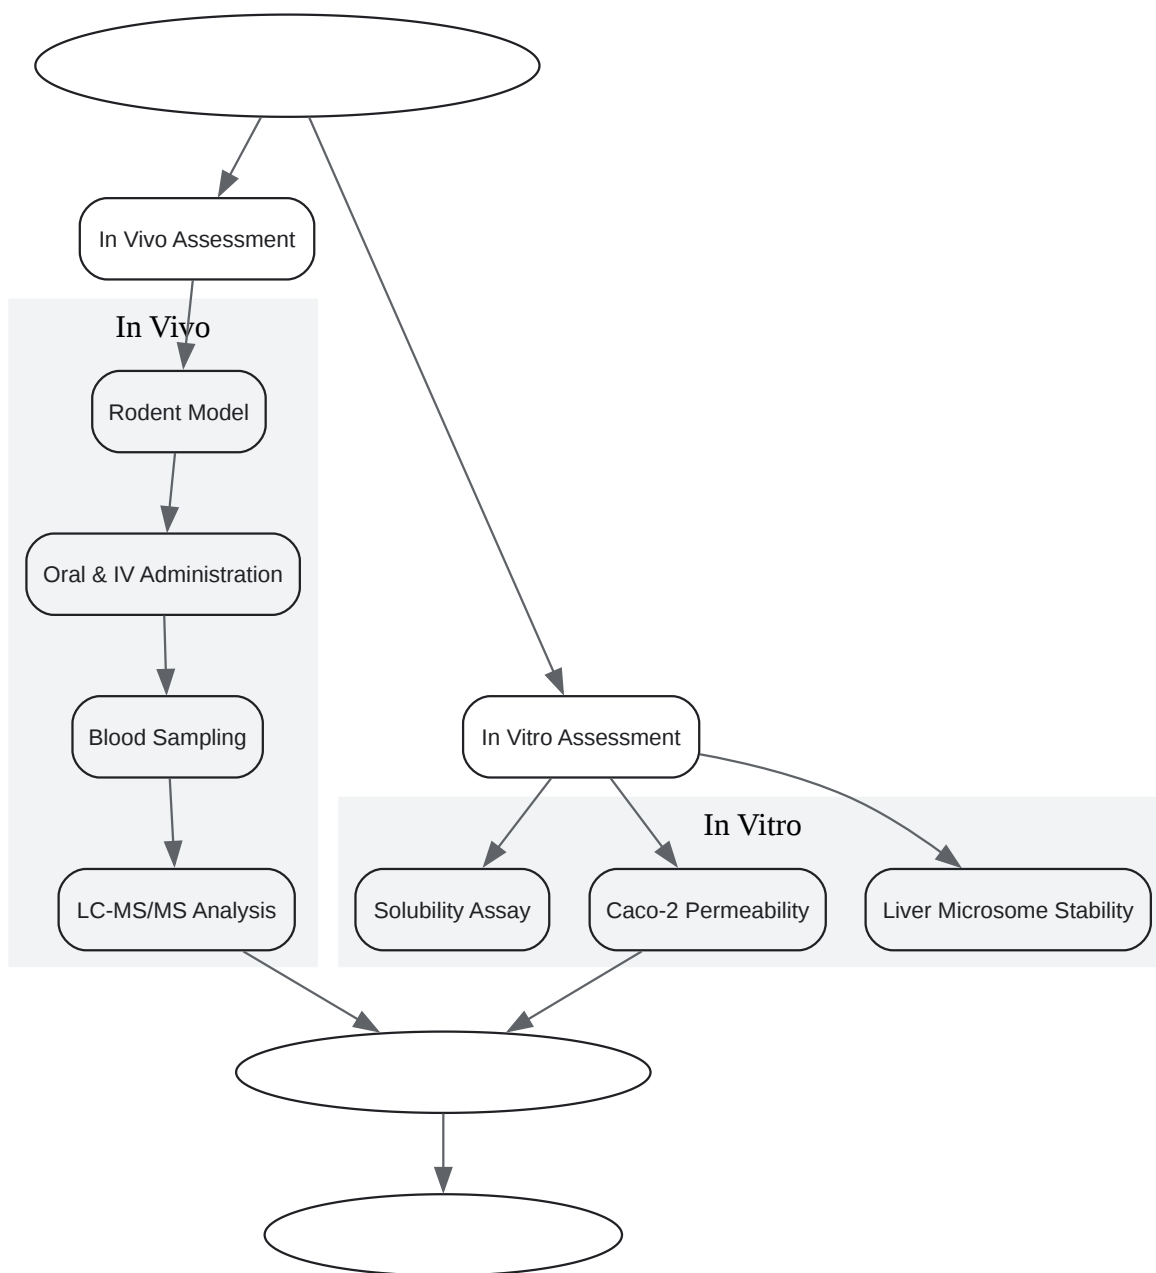 In Vivo Assessment
In Vivo
Rodent Model
Oral & IV Administration
Blood Sampling
LC-MS/MS Analysis
In Vitro Assessment
In Vitro
Solubility Assay
Caco-2 Permeability
Liver Microsome Stability